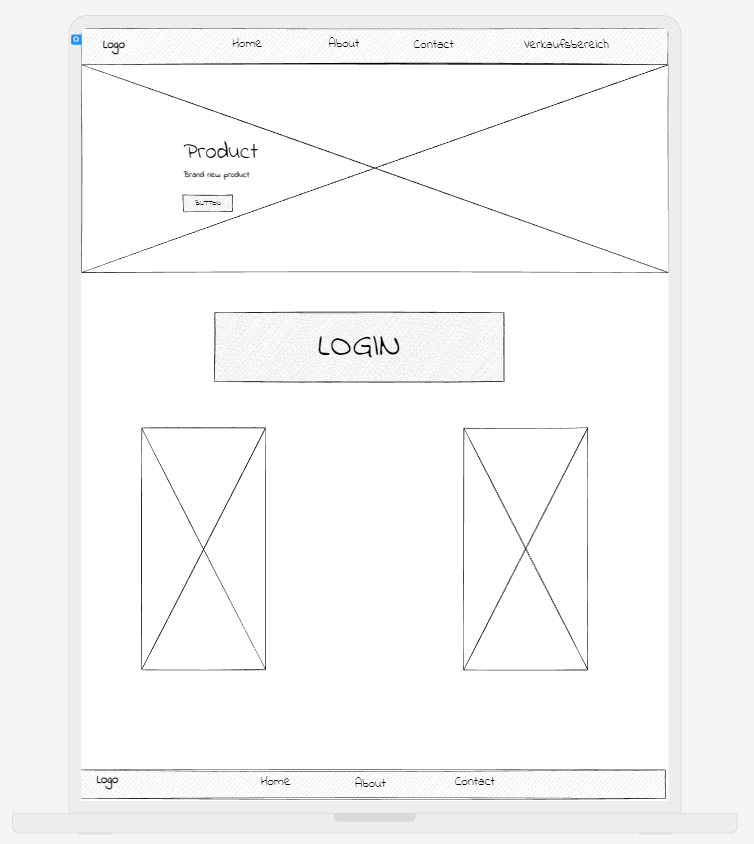 Logo Home About Contact Verkaufsbereich
Product
Brand new product
BUTTON
LOGIN
Logo Home About Contact